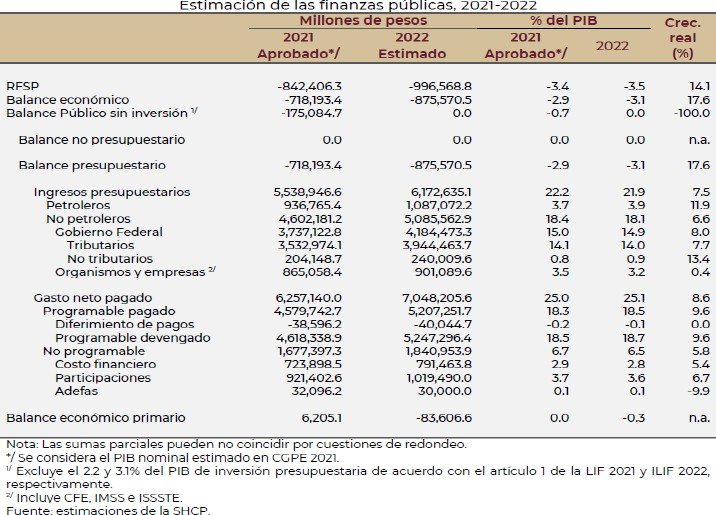 Estimación de las finanzas públicas, 2021-2022
Millones de pesos % del PIB Crec. real (%)
2021 Aprobado*/ 2022 Estimado 2021 Aprobado*/ 2022
RFSP -842,406.3 -996,568.8 -3.4 -3.5 14.1
Balance económico -718,193.4 -875,570.5 -2.9 -3.1 17.6
Balance Público sin inversión 1/ -175,084.7 0.0 -0.7 0.0 -100.0
Balance no presupuestario 0.0 0.0 0.0 0.0 n.a.
Balance presupuestario -718,193.4 -875,570.5 -2.9 -3.1 17.6
Ingresos presupuestarios 5,538,946.6 6,172,635.1 22.2 21.9 7.5
Petroleros 936,765.4 1,087,072.2 3.7 3.9 11.9
No petroleros 4,602,181.2 5,085,562.9 18.4 18.1 6.6
Gobierno Federal 3,737,122.8 4,184,473.3 15.0 14.9 8.0
Tributarios 3,532,974.1 3,944,463.7 14.1 14.0 7.7
No tributarios 204,148.7 240,009.6 0.8 0.9 13.4
Organismos y empresas 2/ 865,058.4 901,089.6 3.5 3.2 0.4
Gasto neto pagado 6,257,140.0 7,048,205.6 25.0 25.1 8.6
Programable pagado 4,579,742.7 5,207,251.7 18.3 18.5 9.6
Diferimiento de pagos -38,596.2 -40,044.7 -0.2 -0.1 0.0
Programable devengado 4,618,338.9 5,247,296.4 18.5 18.7 9.6
No programable 1,677,397.3 1,840,953.9 6.7 6.5 5.8
Costo financiero 723,898.5 791,463.8 2.9 2.8 5.4
Participaciones 921,402.6 1,019,490.0 3.7 3.6 6.7
Adefas 32,096.2 30,000.0 0.1 0.1 -9.9
Balance económico primario 6,205.1 -83,606.6 0.0 -0.3 n.a.
Nota: Las sumas parciales pueden no coincidir por cuestiones de redondeo.
*/ Se considera el PIB nominal estimado en CGPE 2021.
1/ Excluye el 2.2 y 3.1% del PIB de inversión presupuestaria de acuerdo con el artículo 1 de la LIF 2021 y ILIF 2022,
respectivamente.
2/ Incluye CFE, IMSS e ISSSTE.
Fuente: estimaciones de la SHCP.